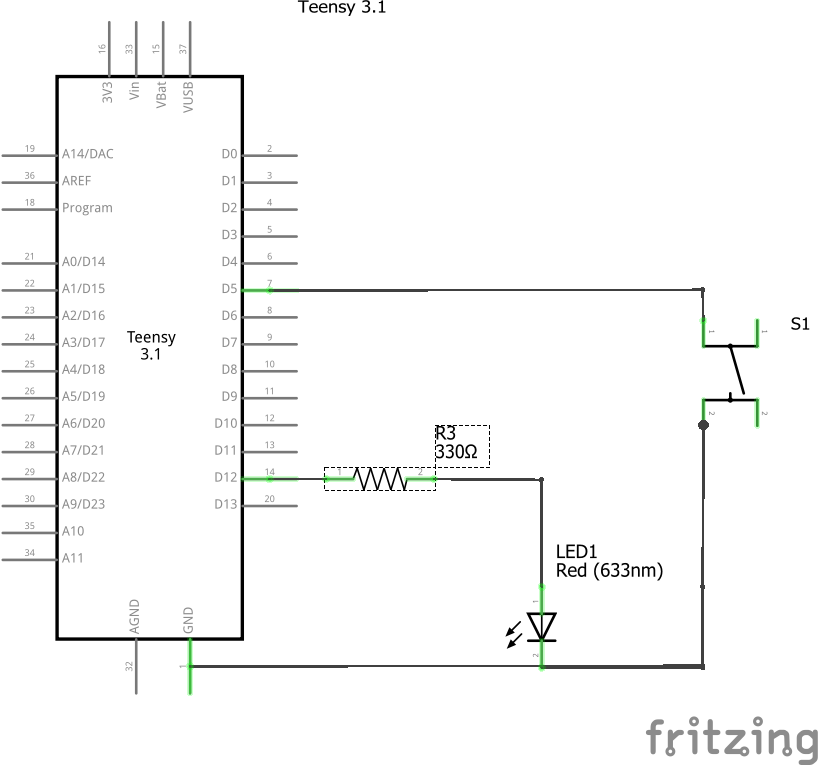 Teensy 3.1
16
33
15
37
3V3
Vin
VBat
VUSB
19 A14/DAC D0 2
36 AREF D1 3
18 Program D2 4
D3 5
21 A0/D14 D4 6
22 A1/D15 D5 7
23 A2/D16 D6 8
24 A3/D17 D7 9
25 A4/D18 D8 10
26 A5/D19 D9 11
27 A6/D20 D10 12
28 A7/D21 D11 13
29 A8/D22 D12 14
30 A9/D23 D13 20
35 A10
34 A11
Teensy
3.1
AGND
GND
32
1
S1
1
1
2
2
R3
330Ω
1
2
LED1
Red (633nm)
1
2
fritzing